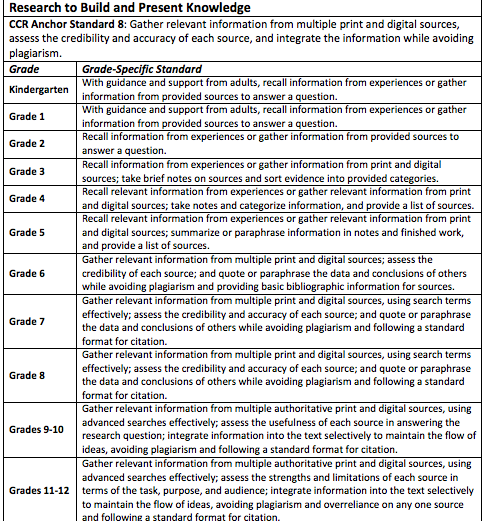 Research to Build and Present Knowledge
CCR Anchor Standard 8: Gather relevant information from multiple print and digital sources,
assess the credibility and accuracy of each source, and integrate the information while avoiding
plagiarism.
Grade Grade-Specific Standard
Kindergarten With guidance and support from adults, recall information from experiences or gather
information from provided sources to answer a question.
Grade 1 With guidance and support from adults, recall information from experiences or gather
information from provided sources to answer a question.
Grade 2 Recall information from experiences or gather information from provided sources to
answer a question.
Grade 3 Recall information from experiences or gather information from print and digital
sources; take brief notes on sources and sort evidence into provided categories.
Grade 4 Recall relevant information from experiences or gather relevant information from print
and digital sources; take notes and categorize information, and provide a list of sources.
Grade 5 Recall relevant information from experiences or gather relevant information from print
and digital sources; summarize or paraphrase information in notes and finished work,
and provide a list of sources.
Grade 6 Gather relevant information from multiple print and digital sources; assess the
credibility of each source; and quote or paraphrase the data and conclusions of others
while avoiding plagiarism and providing basic bibliographic information for sources.
Grade 7 Gather relevant information from multiple print and digital sources, using search terms
effectively; assess the credibility and accuracy of each source; and quote or paraphrase
the data and conclusions of others while avoiding plagiarism and following a standard
format for citation.
Grade 8 Gather relevant information from multiple print and digital sources, using search terms
effectively; assess the credibility and accuracy of each source; and quote or paraphrase
the data and conclusions of others while avoiding plagiarism and following a standard
format for citation.
Grades 9-10 Gather relevant information from multiple authoritative print and digital sources, using
advanced searches effectively; assess the usefulness of each source in answering the
research question; integrate information into the text selectively to maintain the flow of
ideas, avoiding plagiarism and following a standard format for citation.
Grades 11-12 Gather relevant information from multiple authoritative print and digital sources, using
advanced searches effectively; assess the strengths and limitations of each source in
terms of the task, purpose, and audience; integrate information into the text selectively
to maintain the flow of ideas, avoiding plagiarism and overreliance on any one source
and following a standard format for citation.